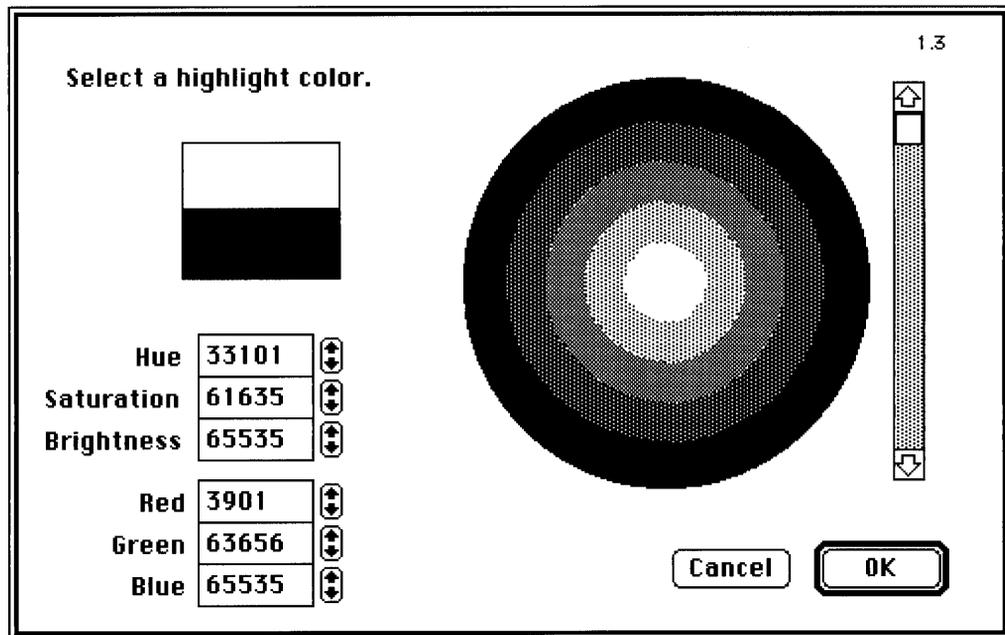 1.3
Select a highlight color.
Hue 33101
Saturation 61635
Brightness 65535
Red 3901
Green 63656
Blue 65535
Cancel OK